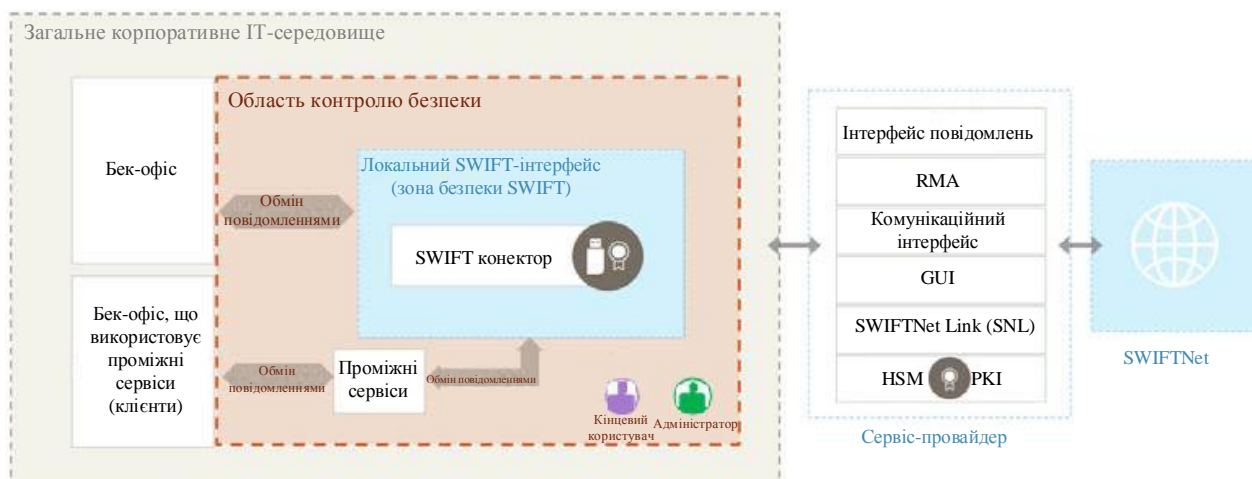 Загальне корпоративне ІТ-середовище
Область контролю безпеки
Бек-офіс
Обмін
повідомленнями
Локальний SWIFT-інтерфейс
(зона безпеки SWIFT)
SWIFT конектор
Бек-офіс, що
використовує
проміжні
сервіси
(клієнти)
Обмін
повідомленнями
Проміжні
сервіси
Обмін повідомленнями
Кінцевий
користувач
Адміністратор
Інтерфейс повідомлень
RMA
Комунікаційний
інтерфейс
GUI
SWIFTNet Link (SNL)
HSM PKI
Сервіс-провайдер
SWIFTNet